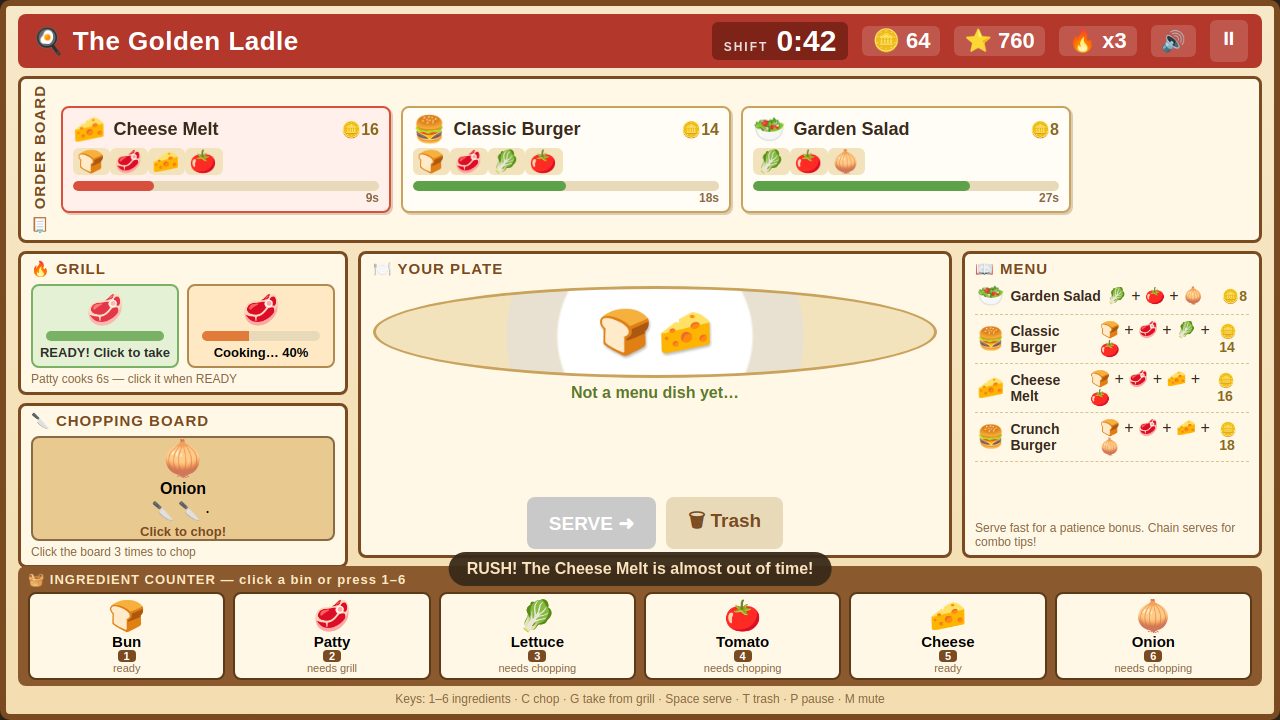 The Golden Ladle
SHIFT 0:42
64
760
x3
ORDER BOARD
Cheese Melt 16
9s
Classic Burger 14
18s
Garden Salad 8
27s
GRILL
READY! Click to take
Cooking… 40%
Patty cooks 6s — click it when READY
CHOPPING BOARD
Onion
Click to chop!
Click the board 3 times to chop
YOUR PLATE
Not a menu dish yet…
SERVE ➜
Trash
MENU
Garden Salad + + 8
Classic Burger + + + 14
Cheese Melt + + + 16
Crunch Burger + + + 18
Serve fast for a patience bonus. Chain serves for
combo tips!
RUSH! The Cheese Melt is almost out of time!
INGREDIENT COUNTER — click a bin or press 1–6
Bun
1
ready
Patty
2
needs grill
Lettuce
3
needs chopping
Tomato
4
needs chopping
Cheese
5
ready
Onion
6
needs chopping
Keys: 1–6 ingredients · C chop · G take from grill · Space serve · T trash · P pause · M mute